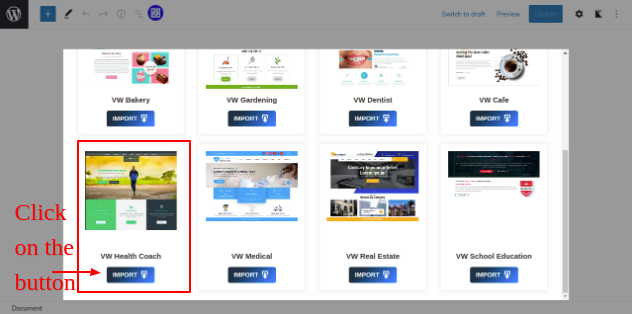 Switch to draft Preview Update
VW Bakery VW Gardening VW Dentist VW Cafe
IMPORT IMPORT IMPORT IMPORT
VW Health Coach VW Medical VW Real Estate VW School Education
IMPORT IMPORT IMPORT IMPORT
Click
on the
button
Document